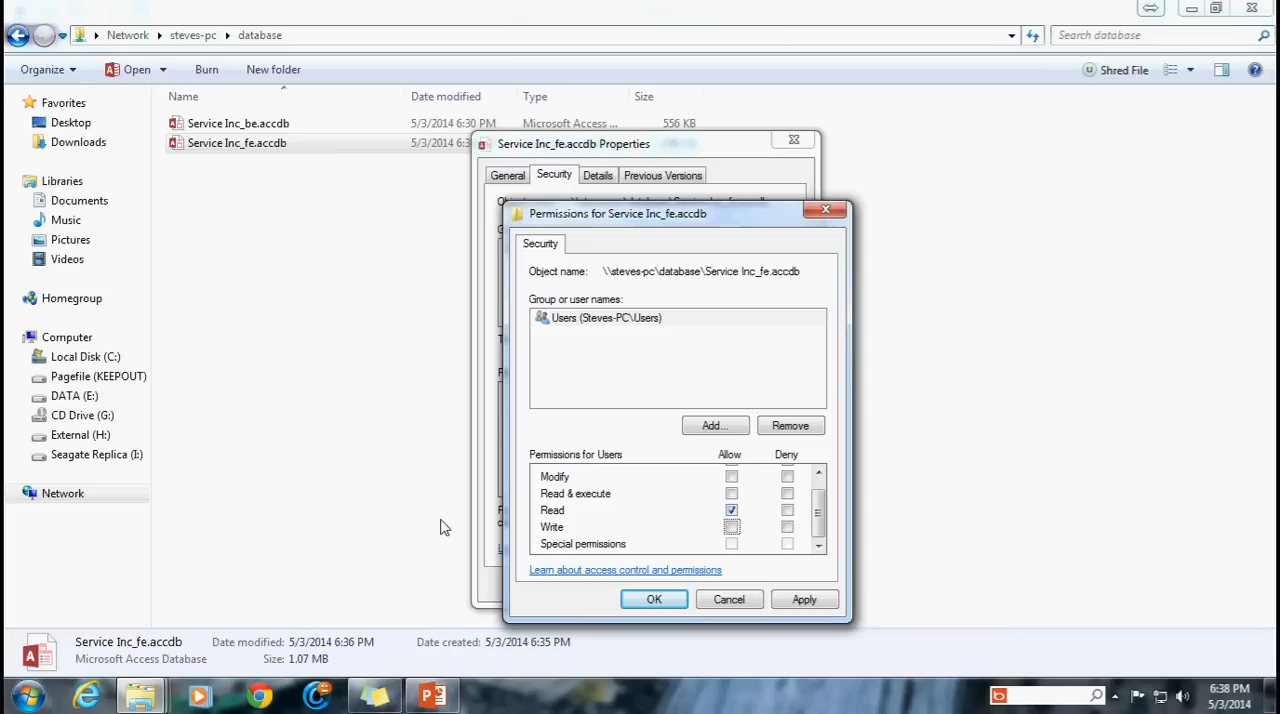 Network steves-pc database
Search database
Organize Open Burn New folder
Shred File
Favorites
Desktop
Downloads
Libraries
Documents
Music
Pictures
Videos
Homegroup
Computer
Local Disk (C:)
Pagefile (KEEPOUT)
DATA (E:)
CD Drive (G:)
External (H:)
Seagate Replica (I:)
Network
Name Date modified Type Size
Service Inc_be.accdb 5/3/2014 6:30 PM Microsoft Access ... 556 KB
Service Inc_fe.accdb 5/3/2014 6:3
Service Inc_fe.accdb Properties
General Security Details Previous Versions
Permissions for Service Inc_fe.accdb
Security
Object name: \\steves-pc\database\Service Inc_fe.accdb
Group or user names:
Users (Steves-PC\Users)
Add... Remove
Permissions for Users Allow Deny
Modify
Read & execute
Read
Write
Special permissions
Learn about access control and permissions
OK Cancel Apply
Service Inc_fe.accdb Date modified: 5/3/2014 6:36 PM Date created: 5/3/2014 6:35 PM
Microsoft Access Database Size: 1.07 MB
6:38 PM
5/3/2014